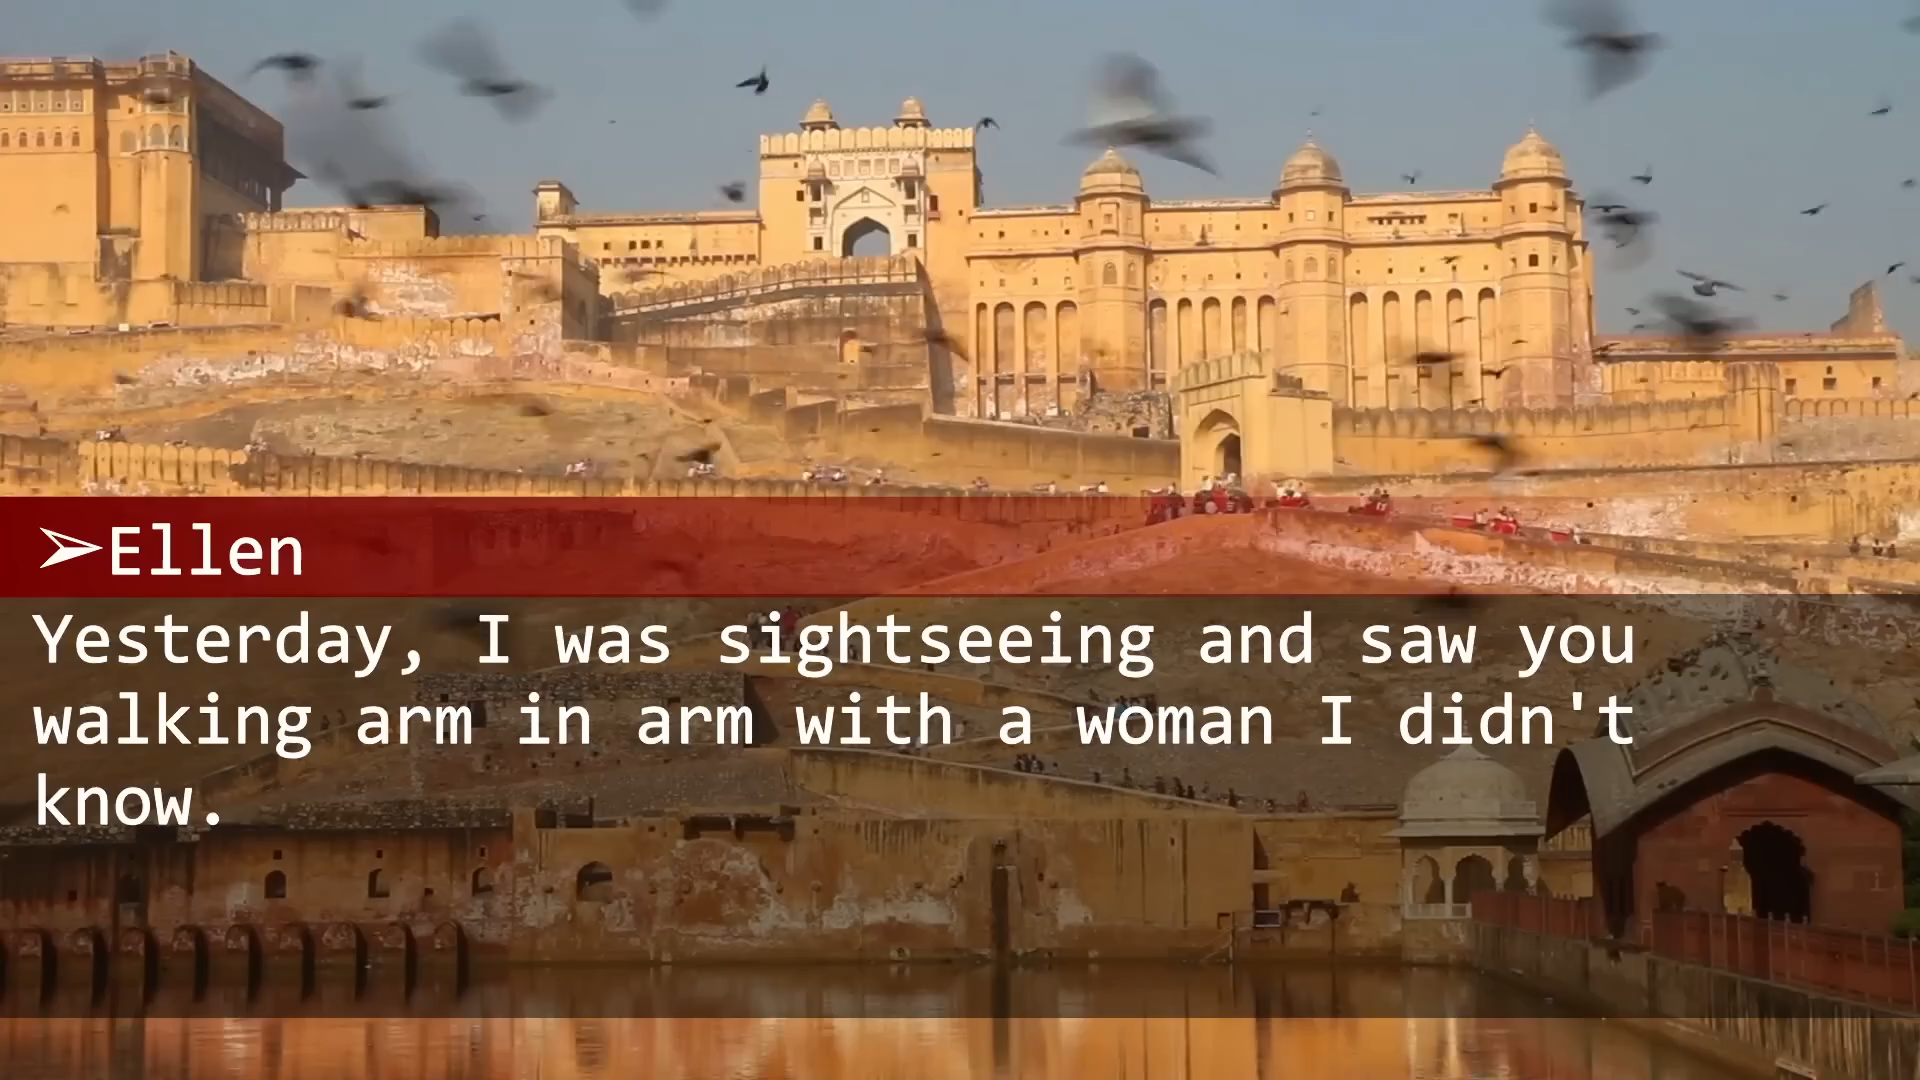 ➢Ellen
Yesterday, I was sightseeing and saw you
walking arm in arm with a woman I didn't
know.